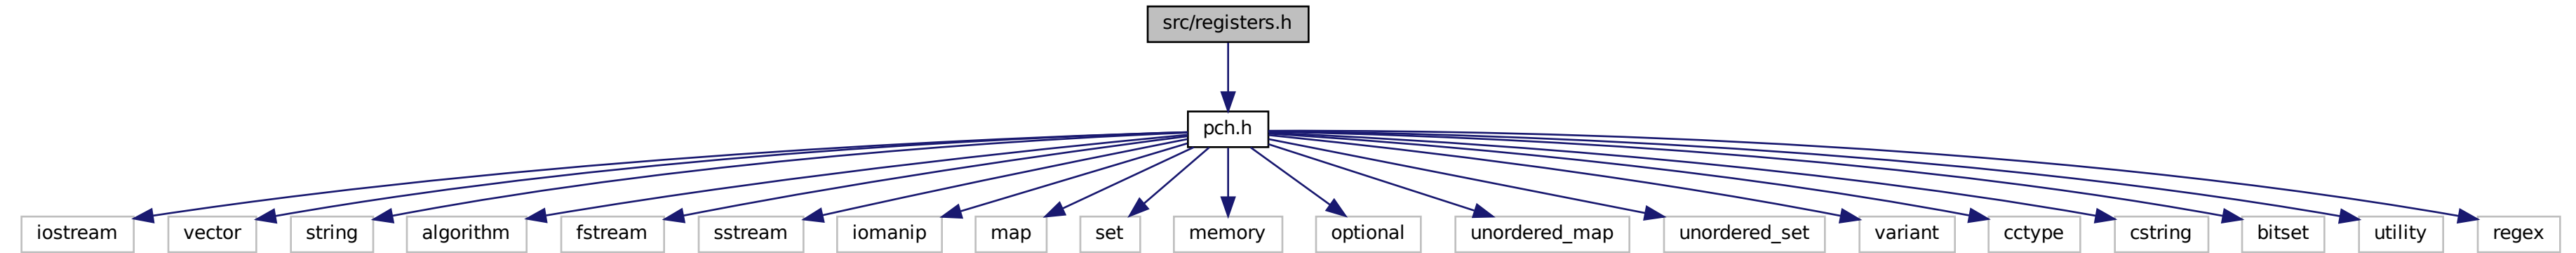 src/registers.h
pch.h
iostream
vector
string
algorithm
fstream
sstream
iomanip
map
set
memory
optional
unordered_map
unordered_set
variant
cctype
cstring
bitset
utility
regex